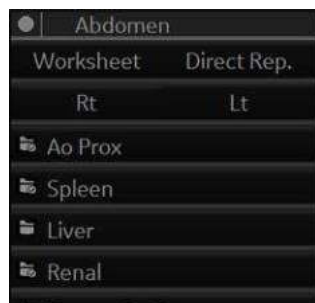 Abdomen
Worksheet Direct Rep.
Rt Lt
Ao Prox
Spleen
Liver
Renal